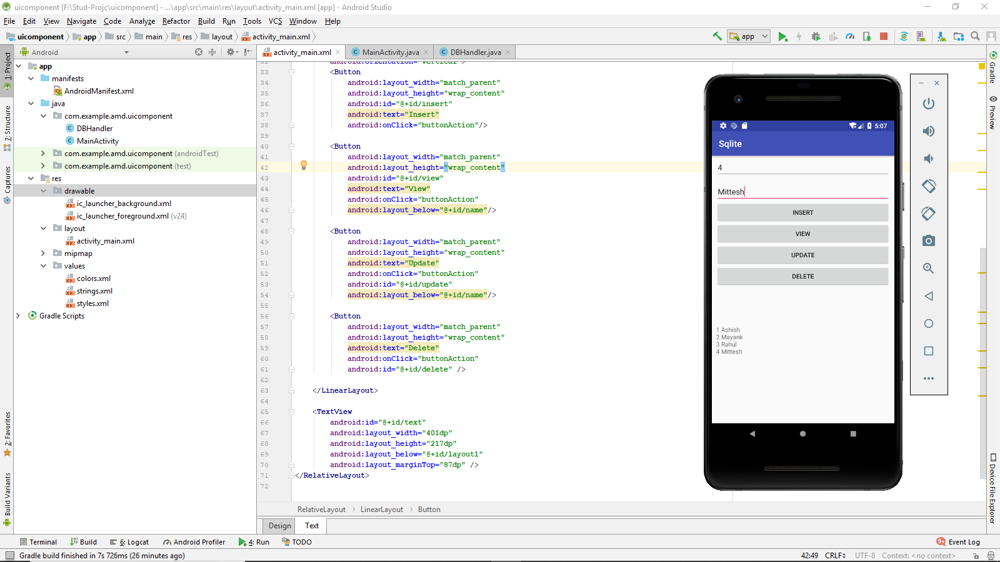 uicomponent [F:\Stud-Projc\uicomponent] - ...\app\src\main\res\layout\activity_main.xml [app] - Android Studio
File Edit View Navigate Code Analyze Refactor Build Run Tools VCS Window Help
uicomponent app src main res layout activity_main.xml
app
Android
activity_main.xml MainActivity.java DBHandler.java
1: Project
7: Structure
Captures
2: Favorites
Build Variants
app
manifests
AndroidManifest.xml
java
com.example.amd.uicomponent
DBHandler
MainActivity
com.example.amd.uicomponent (androidTest)
com.example.amd.uicomponent (test)
res
drawable
ic_launcher_background.xml
ic_launcher_foreground.xml (v24)
layout
activity_main.xml
mipmap
values
colors.xml
strings.xml
styles.xml
Gradle Scripts
32 android:orientation="vertical">
33 <Button
34 android:layout_width="match_parent"
35 android:layout_height="wrap_content"
36 android:id="@+id/insert"
37 android:text="Insert"
38 android:onClick="buttonAction"/>
39
40 <Button
41 android:layout_width="match_parent"
42 android:layout_height="wrap_content"
43 android:id="@+id/view"
44 android:text="View"
45 android:onClick="buttonAction"
46 android:layout_below="@+id/name"/>
47
48 <Button
49 android:layout_width="match_parent"
50 android:layout_height="wrap_content"
51 android:text="Update"
52 android:onClick="buttonAction"
53 android:id="@+id/update"
54 android:layout_below="@+id/name"/>
55
56 <Button
57 android:layout_width="match_parent"
58 android:layout_height="wrap_content"
59 android:text="Delete"
60 android:onClick="buttonAction"
61 android:id="@+id/delete" />
62
63 </LinearLayout>
64
65 <TextView
66 android:id="@+id/text"
67 android:layout_width="401dp"
68 android:layout_height="217dp"
69 android:layout_below="@+id/layout1"
70 android:layout_marginTop="87dp" />
71 </RelativeLayout>
72
RelativeLayout LinearLayout Button
Design Text
5:07
Sqlite
4
Mittesh
INSERT
VIEW
UPDATE
DELETE
1 Ashish
2 Mayank
3 Rahul
4 Mittesh
Gradle
Preview
Device File Explorer
Terminal Build 6: Logcat Android Profiler 4: Run TODO
9+ Event Log
Gradle build finished in 7s 726ms (26 minutes ago)
42:49 CRLF UTF-8 Context: <no context>